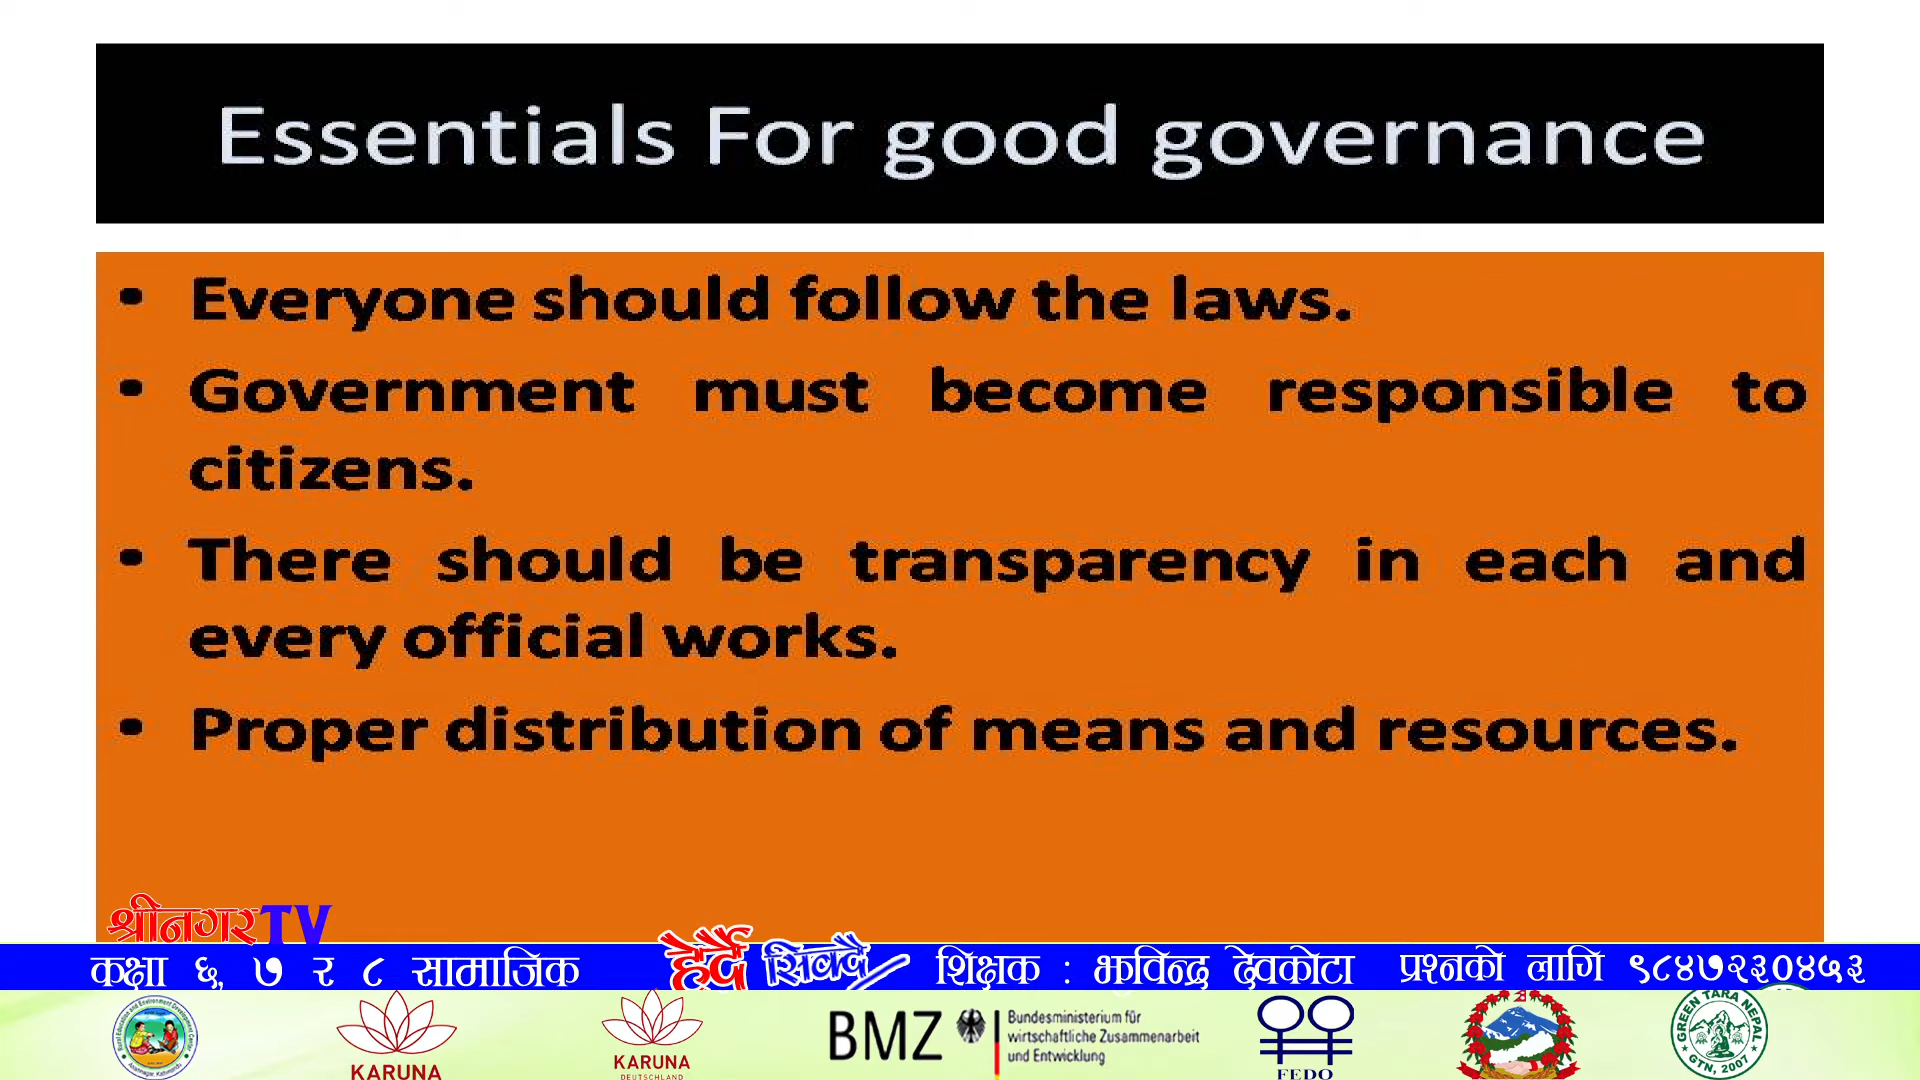 Essentials For good governance
• Everyone should follow the laws.
• Government must become responsible to
citizens.
• There should be transparency in each and
every official works.
• Proper distribution of means and resources.
श्रीनगर TV
कक्षा ६, ७ र ८ सामाजिक
हेर्दै सिक्दै
शिक्षक : झविन्द्र देवकोटा
प्रश्नको लागि ९८४७२३०४५३
KARUNA
KARUNA
DEUTSCHLAND
BMZ
Bundesministerium für
wirtschaftliche Zusammenarbeit
und Entwicklung
FEDO
GREEN TARA NEPAL
GTN, 2007